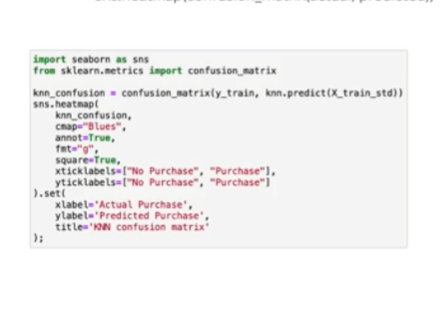 import seaborn as sns
from sklearn.metrics import confusion_matrix
knn_confusion = confusion_matrix(y_train, knn.predict(X_train_std))
sns.heatmap(
    knn_confusion,
    cmap="Blues",
    annot=True,
    fmt="g",
    square=True,
    xticklabels=["No Purchase", "Purchase"],
    yticklabels=["No Purchase", "Purchase"]
).set(
    xlabel='Actual Purchase',
    ylabel='Predicted Purchase',
    title='KNN confusion matrix'
);